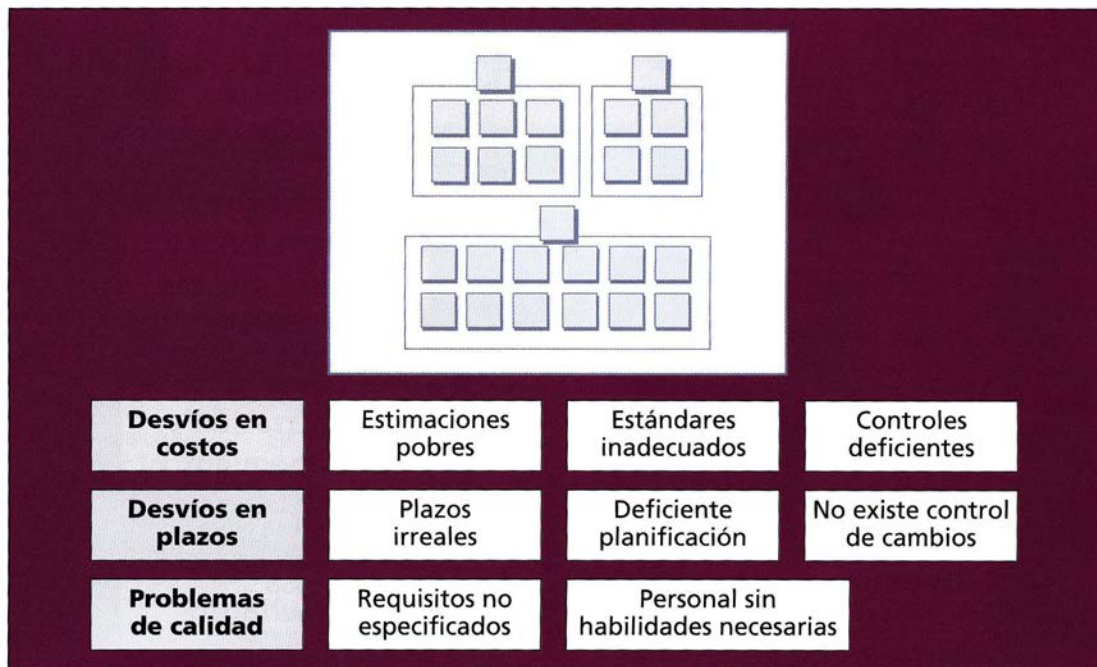 Desvíos en
costos
Estimaciones
pobres
Estándares
inadecuados
Controles
deficientes
Desvíos en
plazos
Plazos
irreales
Deficiente
planificación
No existe control
de cambios
Problemas
de calidad
Requisitos no
especificados
Personal sin
habilidades necesarias